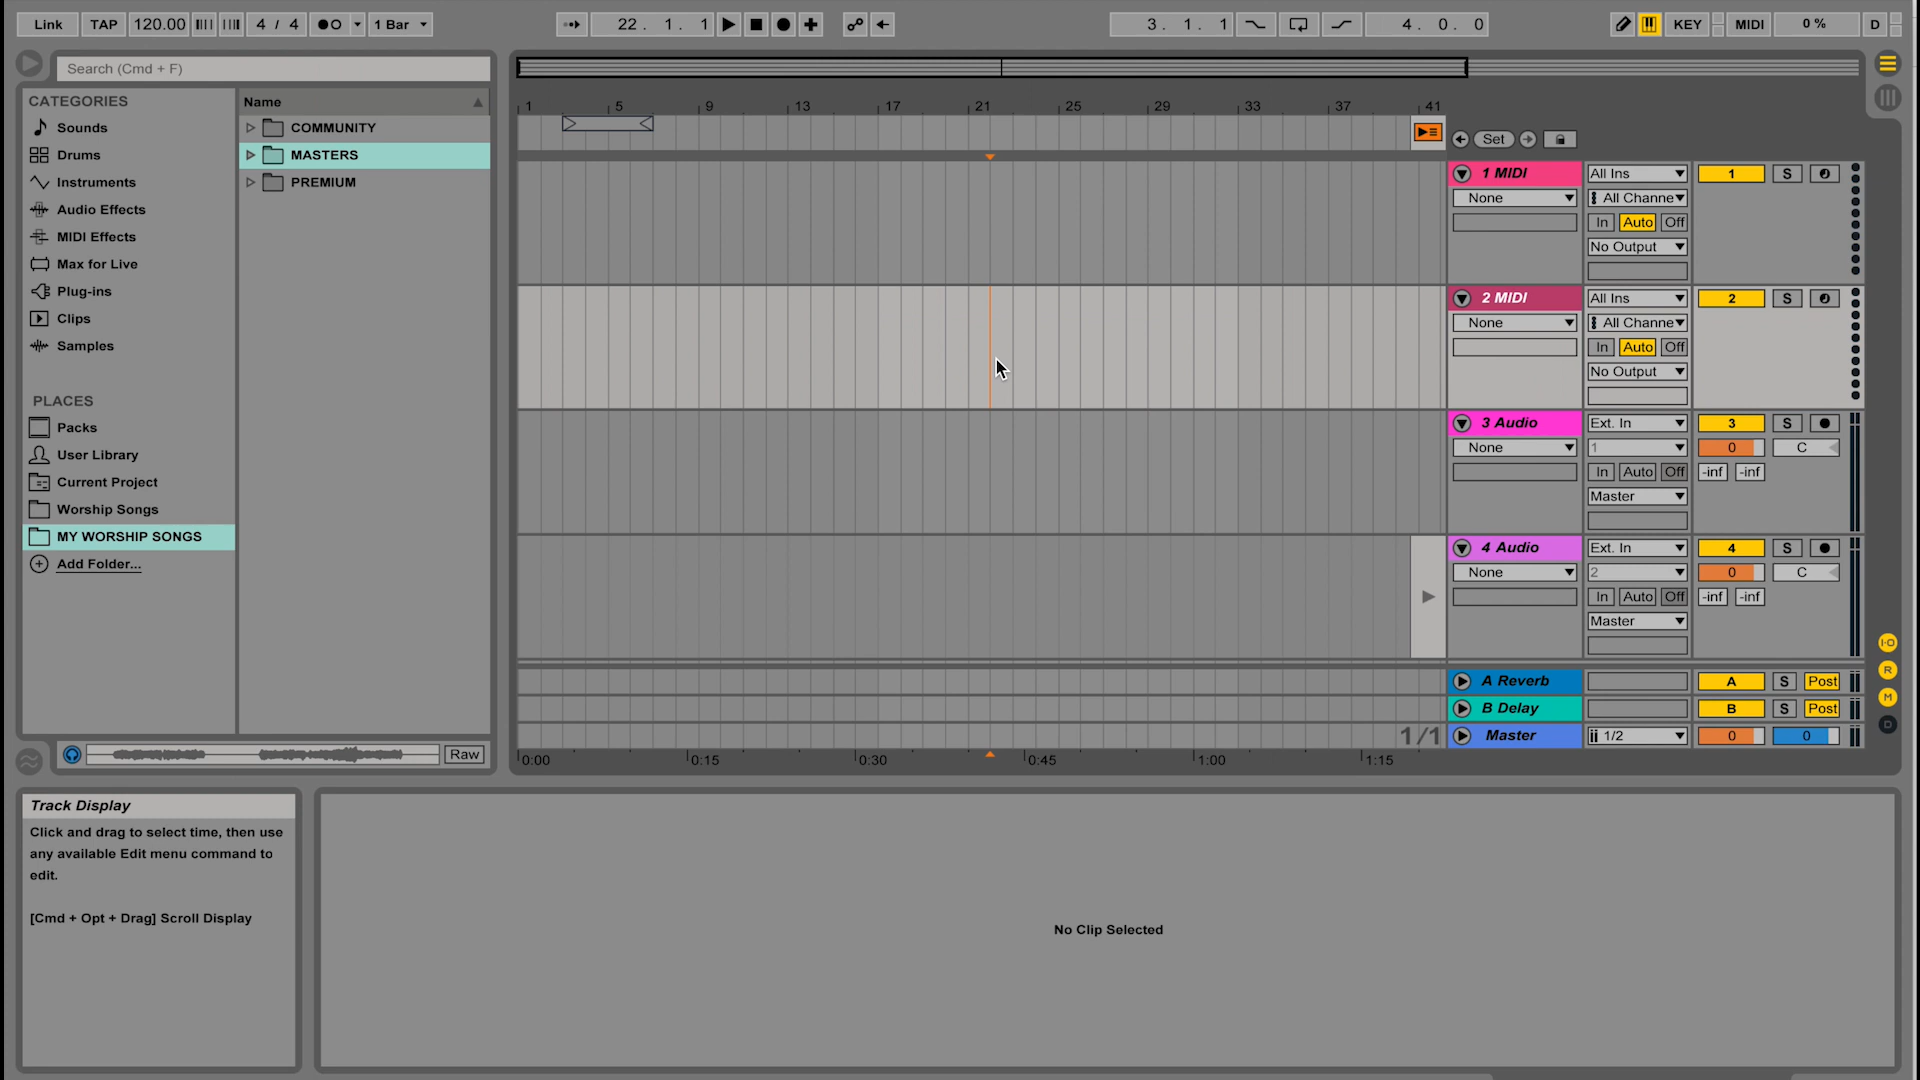 Link TAP 120.00 4 / 4 1 Bar 22. 1. 1 3. 1. 1 4. 0. 0 KEY MIDI 0 % D
Search (Cmd + F)
CATEGORIES
Sounds
Drums
Instruments
Audio Effects
MIDI Effects
Max for Live
Plug-ins
Clips
Samples
PLACES
Packs
User Library
Current Project
Worship Songs
MY WORSHIP SONGS
Add Folder...
Name
COMMUNITY
MASTERS
PREMIUM
Raw
1 5 9 13 17 21 25 29 33 37 41
Set
1 MIDI All Ins 1 S
None All Channe
In Auto Off
No Output
2 MIDI All Ins 2 S
None All Channe
In Auto Off
No Output
3 Audio Ext. In 3 S
None 1 0 C
In Auto Off -inf -inf
Master
4 Audio Ext. In 4 S
None 2 0 C
In Auto Off -inf -inf
Master
I·O
R
M
D
A Reverb A S Post
B Delay B S Post
1/1 Master 1/2 0 0
0:00 0:15 0:30 0:45 1:00 1:15
Track Display
Click and drag to select time, then use
any available Edit menu command to
edit.
[Cmd + Opt + Drag] Scroll Display
No Clip Selected